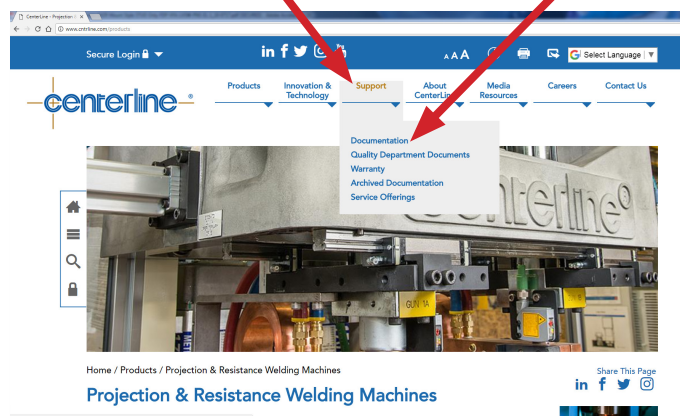 CenterLine - Projection &
www.cntrline.com/products
Secure Login
in f
A A A
Select Language
Products
Innovation & Technology
Support
About CenterLine
Media Resources
Careers
Contact Us
centerline
Documentation
Quality Department Documents
Warranty
Archived Documentation
Service Offerings
GUN 1A
Home / Products / Projection & Resistance Welding Machines
Share This Page
in f
Projection & Resistance Welding Machines